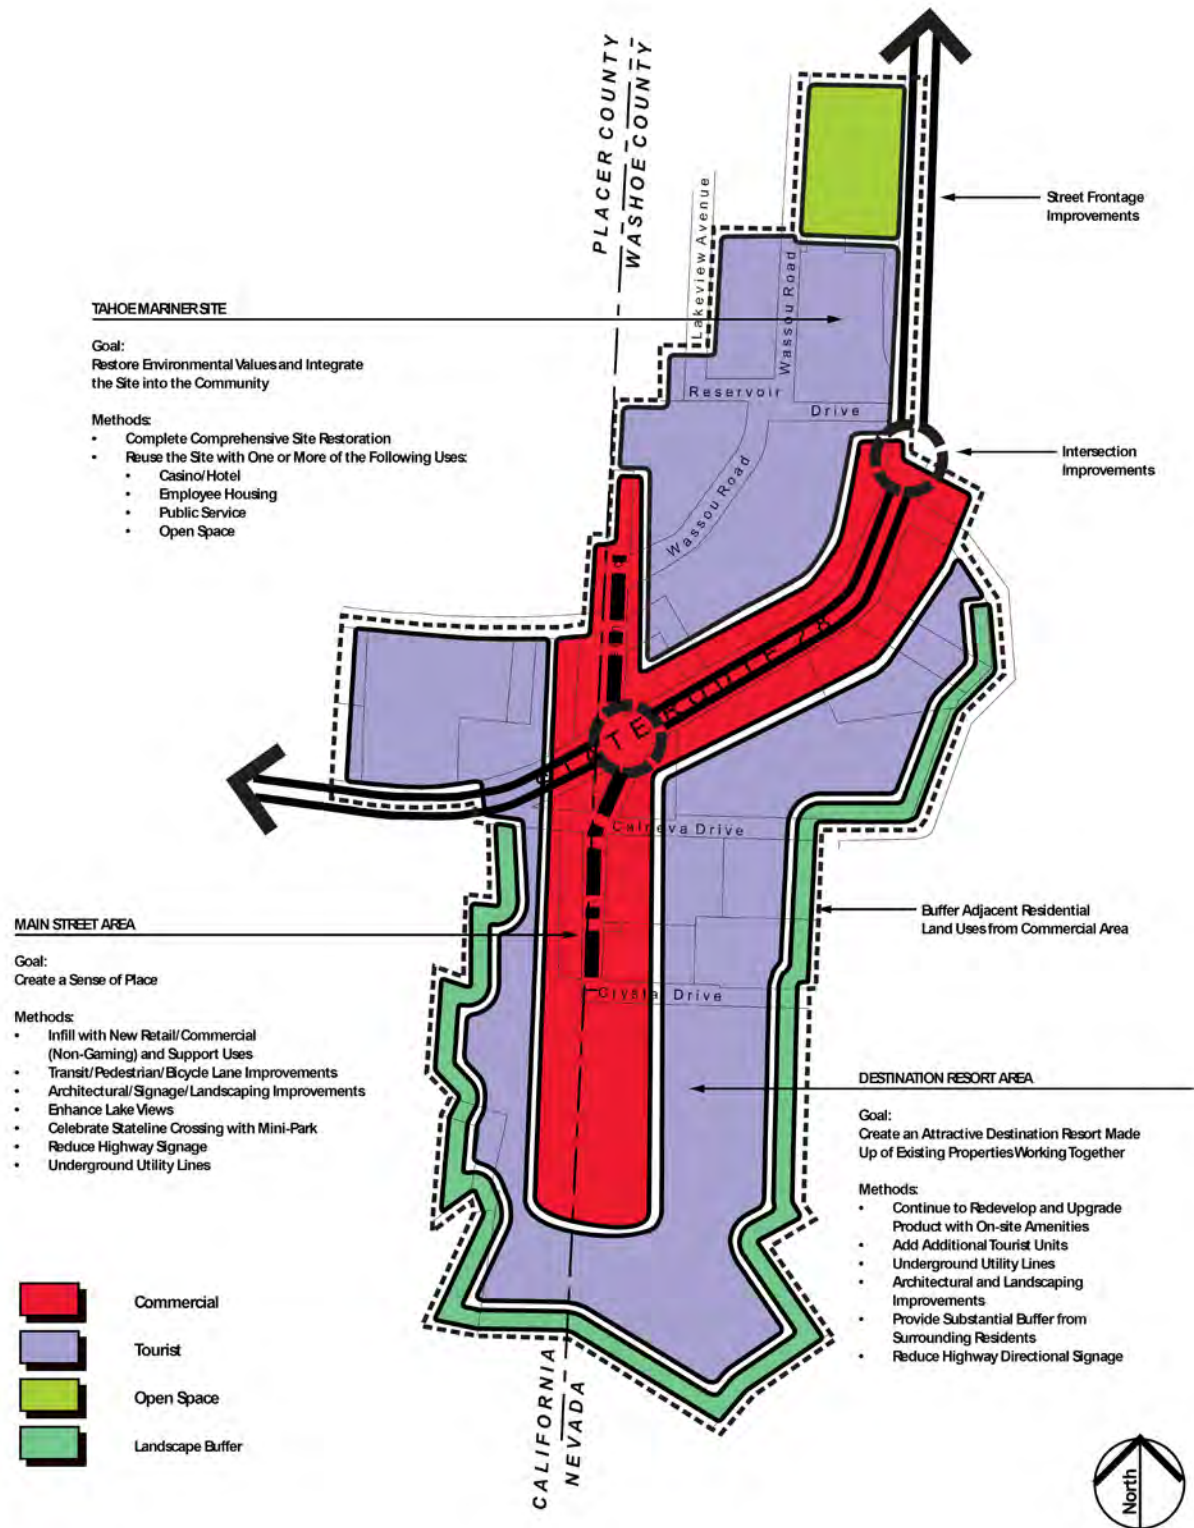 PLACER COUNTY
WASHOE COUNTY
Street Frontage
Improvements
Lakeview Avenue
Wassou Road
TAHOE MARINER SITE
Goal:
Restore Environmental Values and Integrate
the Site into the Community
Methods:
• Complete Comprehensive Site Restoration
• Reuse the Site with One or More of the Following Uses:
• Casino/Hotel
• Employee Housing
• Public Service
• Open Space
Reservoir
Drive
Intersection
Improvements
Wassou Road
STATE ROUTE 28
Calneva Drive
Buffer Adjacent Residential
Land Uses from Commercial Area
MAIN STREET AREA
Goal:
Create a Sense of Place
Methods:
• Infill with New Retail/Commercial
(Non-Gaming) and Support Uses
• Transit/Pedestrian/Bicycle Lane Improvements
• Architectural/Signage/Landscaping Improvements
• Enhance Lake Views
• Celebrate Stateline Crossing with Mini-Park
• Reduce Highway Signage
• Underground Utility Lines
Crystal Drive
DESTINATION RESORT AREA
Goal:
Create an Attractive Destination Resort Made
Up of Existing Properties Working Together
Methods:
• Continue to Redevelop and Upgrade
Product with On-site Amenities
• Add Additional Tourist Units
• Underground Utility Lines
• Architectural and Landscaping
Improvements
• Provide Substantial Buffer from
Surrounding Residents
• Reduce Highway Directional Signage
Commercial
Tourist
Open Space
Landscape Buffer
CALIFORNIA
NEVADA
North